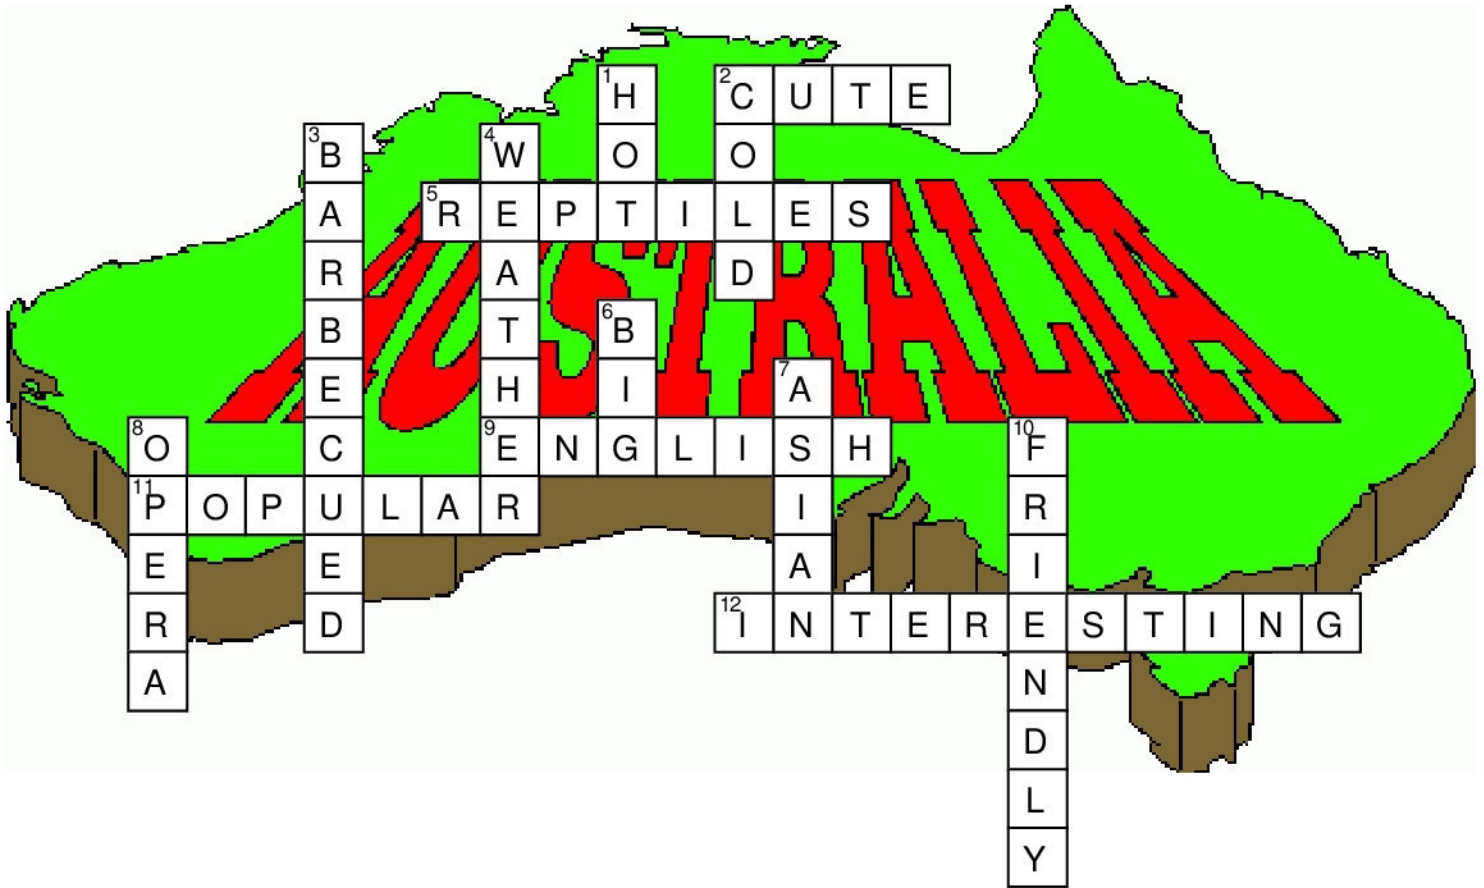 AUSTRALIA
1 HOT
2 CUTE
2 COLD
3 BARBECUED
4 WEATHER
5 REPTILES
6 BIG
7 ASIAN
8 OPERA
9 ENGLISH
10 FRIENDLY
11 POPULAR
12 INTERESTING